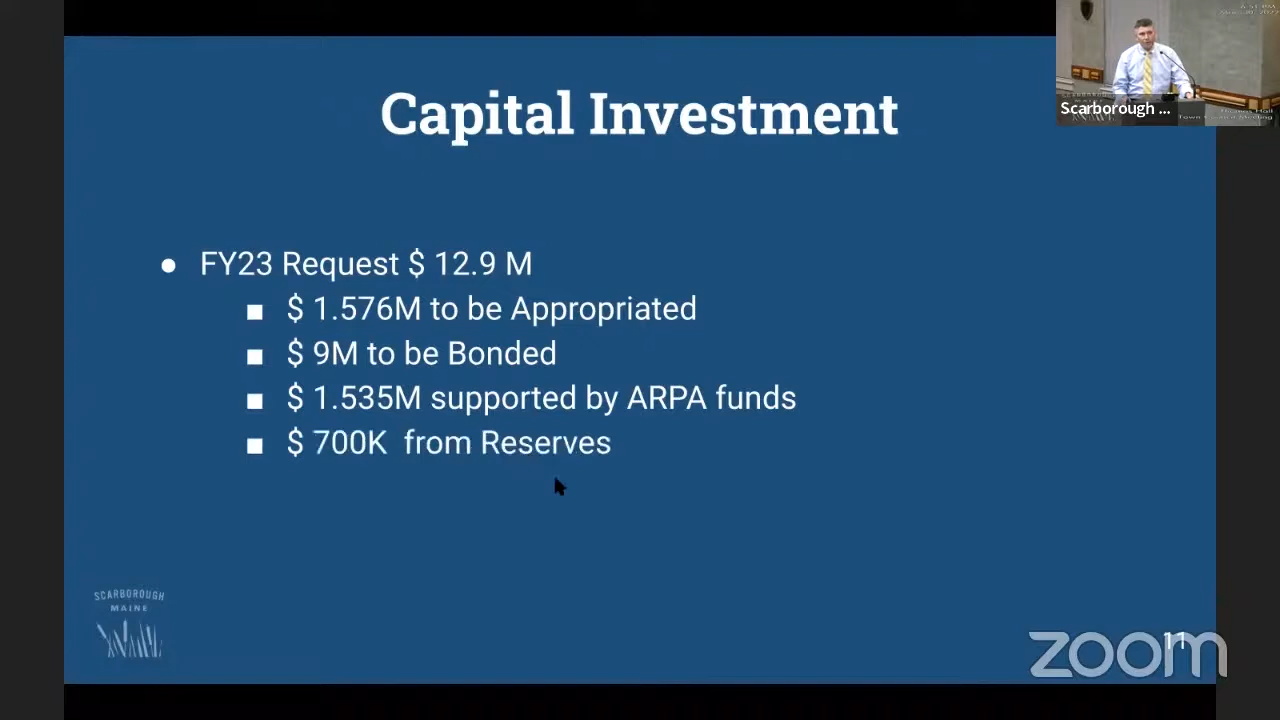 Capital Investment
Scarborough ...
● FY23 Request $ 12.9 M
■ $ 1.576M to be Appropriated
■ $ 9M to be Bonded
■ $ 1.535M supported by ARPA funds
■ $ 700K from Reserves
SCARBOROUGH
MAINE
11
zoom